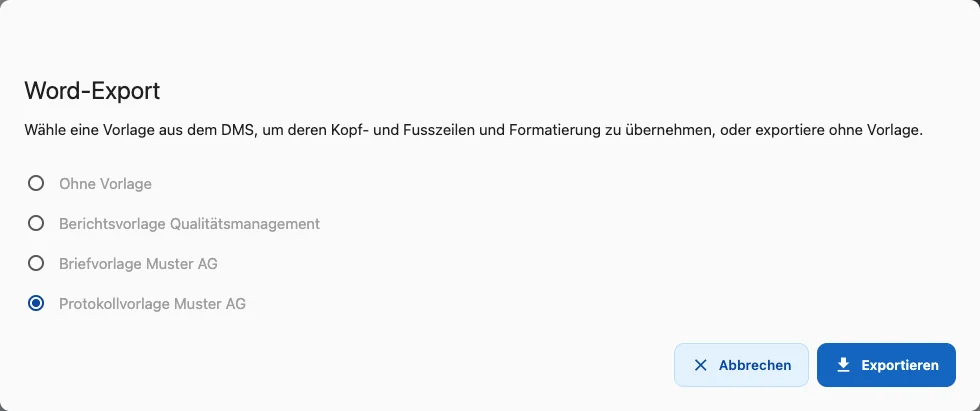 Word-Export
Wähle eine Vorlage aus dem DMS, um deren Kopf- und Fusszeilen und Formatierung zu übernehmen, oder exportiere ohne Vorlage.
Ohne Vorlage
Berichtsvorlage Qualitätsmanagement
Briefvorlage Muster AG
Protokollvorlage Muster AG
Abbrechen Exportieren